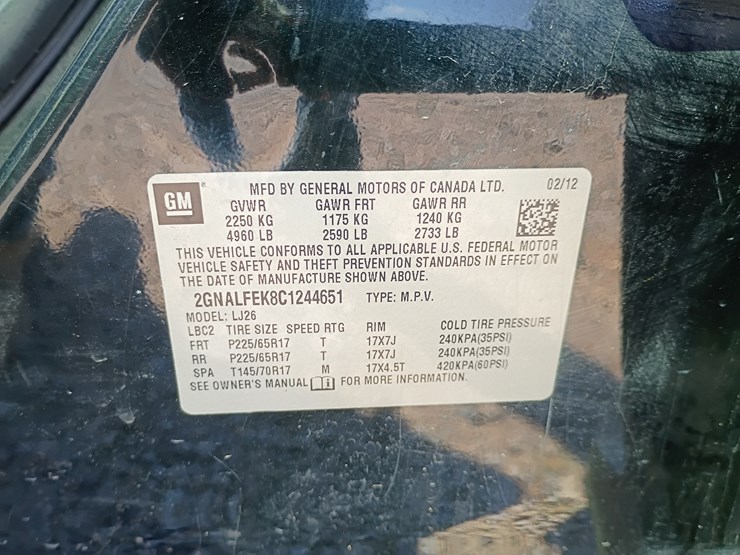 GM
MFD BY GENERAL MOTORS OF CANADA LTD. 02/12
GVWR GAWR FRT GAWR RR
2250 KG 1175 KG 1240 KG
4960 LB 2590 LB 2733 LB
THIS VEHICLE CONFORMS TO ALL APPLICABLE U.S. FEDERAL MOTOR
VEHICLE SAFETY AND THEFT PREVENTION STANDARDS IN EFFECT ON
THE DATE OF MANUFACTURE SHOWN ABOVE.
2GNALFEK8C1244651 TYPE: M.P.V.
MODEL: LJ26
LBC2 TIRE SIZE SPEED RTG RIM COLD TIRE PRESSURE
FRT P225/65R17 T 17X7J 240KPA(35PSI)
RR P225/65R17 T 17X7J 240KPA(35PSI)
SPA T145/70R17 M 17X4.5T 420KPA(60PSI)
SEE OWNER'S MANUAL i FOR MORE INFORMATION.